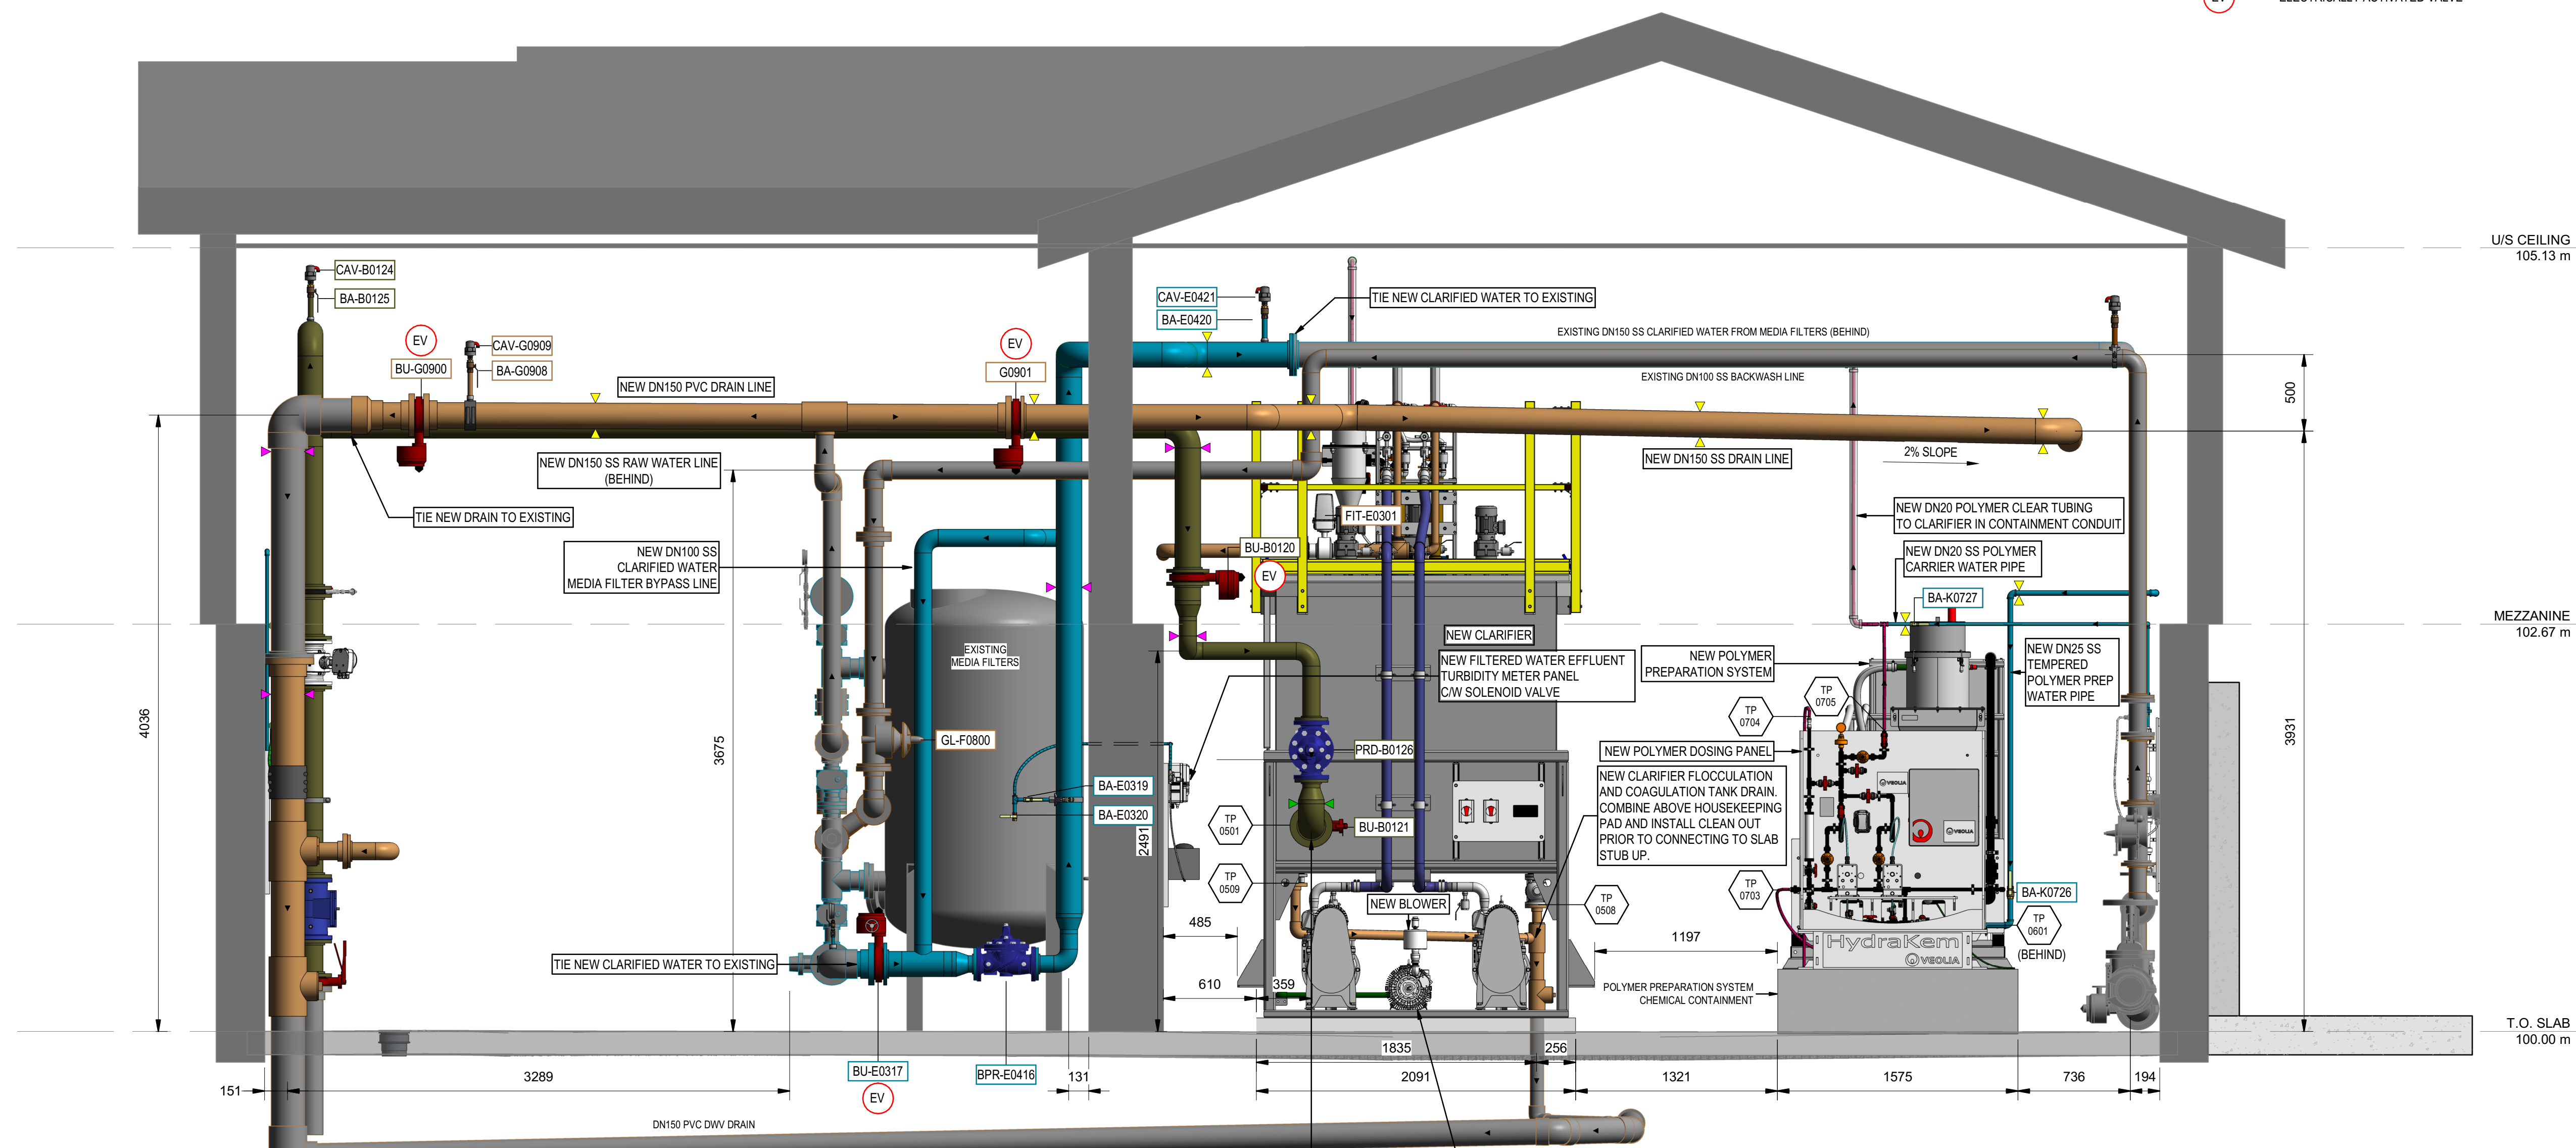 EV
ELECTRICALLY ACTIVATED VALVE
U/S CEILING
105.13 m
CAV-B0124
BA-B0125
CAV-E0421
BA-E0420
TIE NEW CLARIFIED WATER TO EXISTING
EXISTING DN150 SS CLARIFIED WATER FROM MEDIA FILTERS (BEHIND)
EV
CAV-G0909
EV
BU-G0900
BA-G0908
G0901
NEW DN150 PVC DRAIN LINE
EXISTING DN100 SS BACKWASH LINE
500
NEW DN150 SS RAW WATER LINE
(BEHIND)
NEW DN150 SS DRAIN LINE
2% SLOPE
TIE NEW DRAIN TO EXISTING
FIT-E0301
NEW DN20 POLYMER CLEAR TUBING
TO CLARIFIER IN CONTAINMENT CONDUIT
NEW DN100 SS
CLARIFIED WATER
MEDIA FILTER BYPASS LINE
BU-B0120
EV
NEW DN20 SS POLYMER
CARRIER WATER PIPE
BA-K0727
MEZZANINE
102.67 m
NEW CLARIFIER
EXISTING
MEDIA FILTERS
NEW FILTERED WATER EFFLUENT
TURBIDITY METER PANEL
C/W SOLENOID VALVE
NEW POLYMER
PREPARATION SYSTEM
NEW DN25 SS
TEMPERED
POLYMER PREP
WATER PIPE
TP
0705
TP
0704
4036
3675
3931
GL-F0800
PRD-B0126
NEW POLYMER DOSING PANEL
NEW CLARIFIER FLOCCULATION
AND COAGULATION TANK DRAIN.
COMBINE ABOVE HOUSEKEEPING
PAD AND INSTALL CLEAN OUT
PRIOR TO CONNECTING TO SLAB
STUB UP.
VEOLIA
VEOLIA
BA-E0319
BA-E0320
2491
TP
0501
BU-B0121
TP
0509
TP
0703
BA-K0726
NEW BLOWER
TP
0508
TP
0601
(BEHIND)
485
1197
HydraKem
VEOLIA
TIE NEW CLARIFIED WATER TO EXISTING
610
359
POLYMER PREPARATION SYSTEM
CHEMICAL CONTAINMENT
T.O. SLAB
100.00 m
1835
256
151
3289
BU-E0317
EV
BPR-E0416
131
2091
1321
1575
736
194
DN150 PVC DWV DRAIN